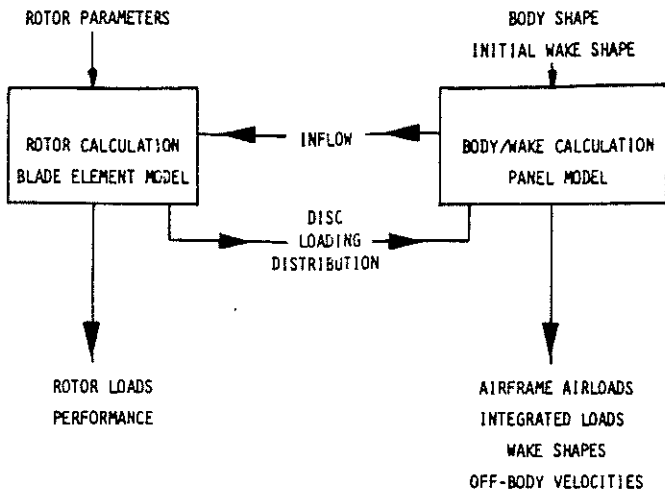 ROTOR PARAMETERS
BODY SHAPE
INITIAL WAKE SHAPE
ROTOR CALCULATION
BLADE ELEMENT MODEL
INFLOW
BODY/WAKE CALCULATION
PANEL MODEL
DISC
LOADING
DISTRIBUTION
ROTOR LOADS
PERFORMANCE
AIRFRAME AIRLOADS
INTEGRATED LOADS
WAKE SHAPES
OFF-BODY VELOCITIES